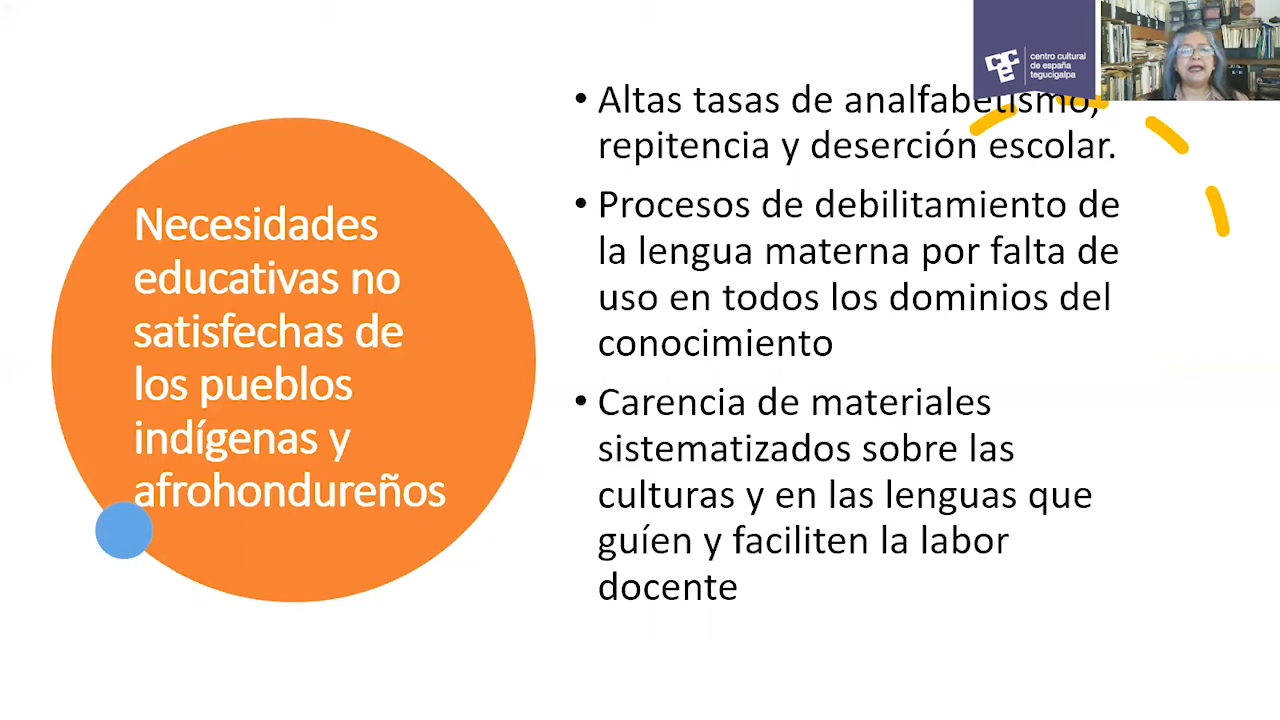 centro cultural
de españa
tegucigalpa
Necesidades
educativas no
satisfechas de
los pueblos
indígenas y
afrohondureños
• Altas tasas de analfabetismo,
repitencia y deserción escolar.
• Procesos de debilitamiento de
la lengua materna por falta de
uso en todos los dominios del
conocimiento
• Carencia de materiales
sistematizados sobre las
culturas y en las lenguas que
guíen y faciliten la labor
docente